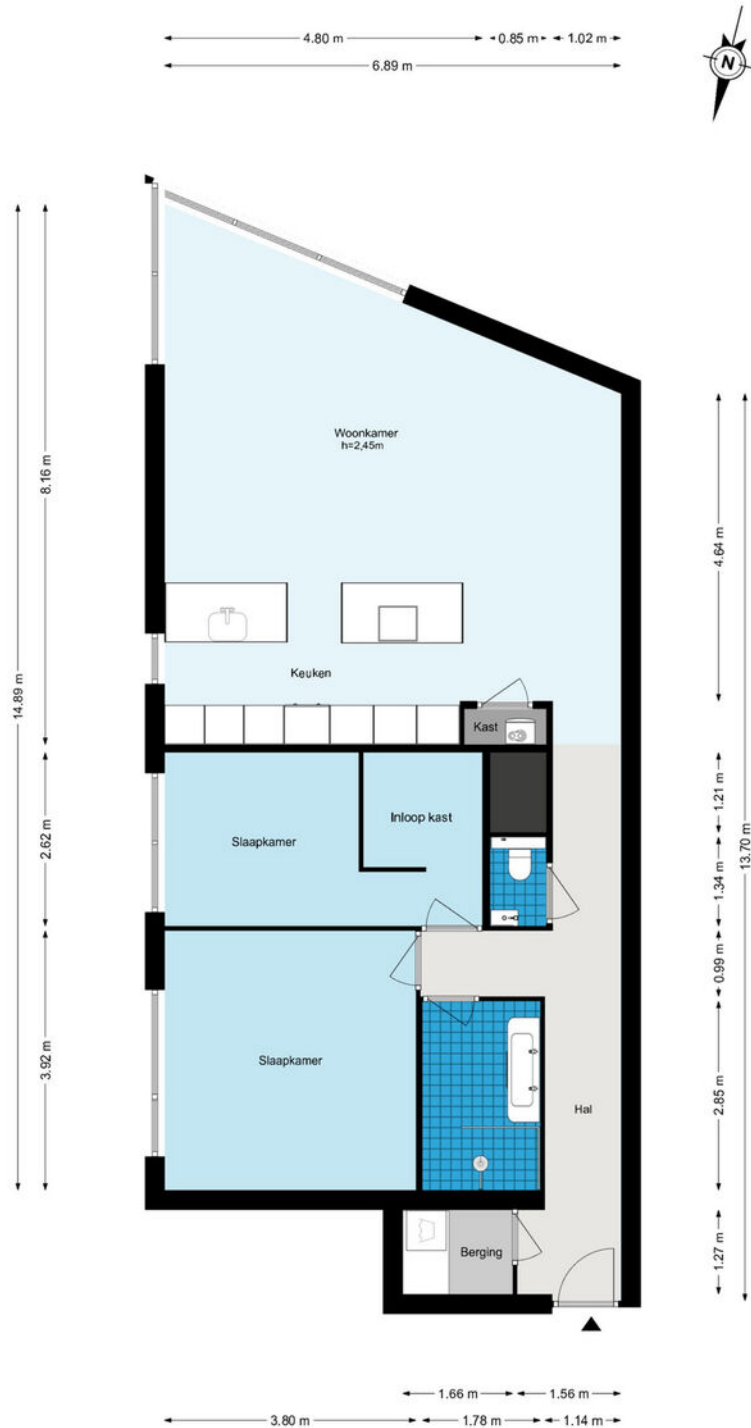 4.80 m
0.85 m
1.02 m
6.89 m
N
Woonkamer
h=2,45m
8.16 m
4.64 m
14.89 m
Keuken
Kast
1.21 m
Inloop kast
Slaapkamer
2.62 m
13.70 m
1.34 m
0.99 m
Slaapkamer
3.92 m
2.85 m
Hal
Berging
1.27 m
1.66 m
1.56 m
3.80 m
1.78 m
1.14 m